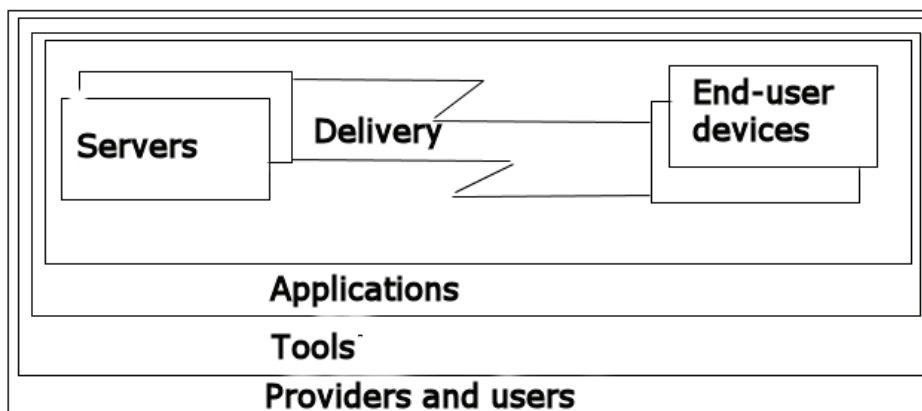 End-user
devices
Servers
Delivery
Applications
Tools
Providers and users